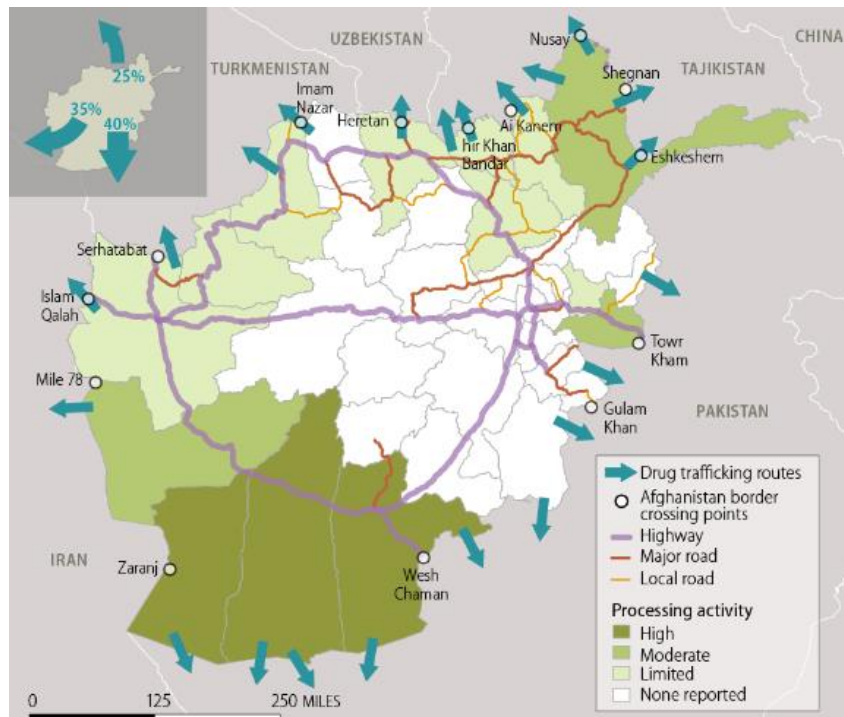 25%
35%
40%
UZBEKISTAN
TURKMENISTAN
CHINA
TAJIKISTAN
Nusay
Shegnan
Imam
Nazar
Heretan
Ai Kanem
hir Khan
Bandar
Eshkeshem
Serhatabat
Islam
Qalah
Mile 78
Towr
Kham
Gulam
Khan
PAKISTAN
IRAN
Zaranj
Wesh
Chaman
Drug trafficking routes
Afghanistan border
crossing points
Highway
Major road
Local road
Processing activity
High
Moderate
Limited
None reported
0 125 250 MILES